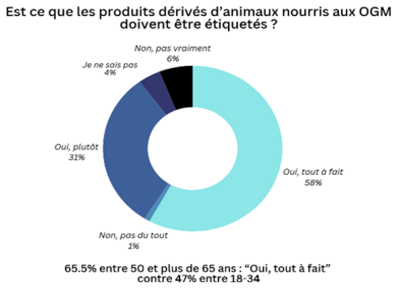 Est ce que les produits dérivés d’animaux nourris aux OGM
doivent être étiquetés ?
Non, pas vraiment
6%
Je ne sais pas
4%
Oui, plutôt
31%
Oui, tout à fait
58%
Non, pas du tout
1%
65.5% entre 50 et plus de 65 ans : “Oui, tout à fait”
contre 47% entre 18-34